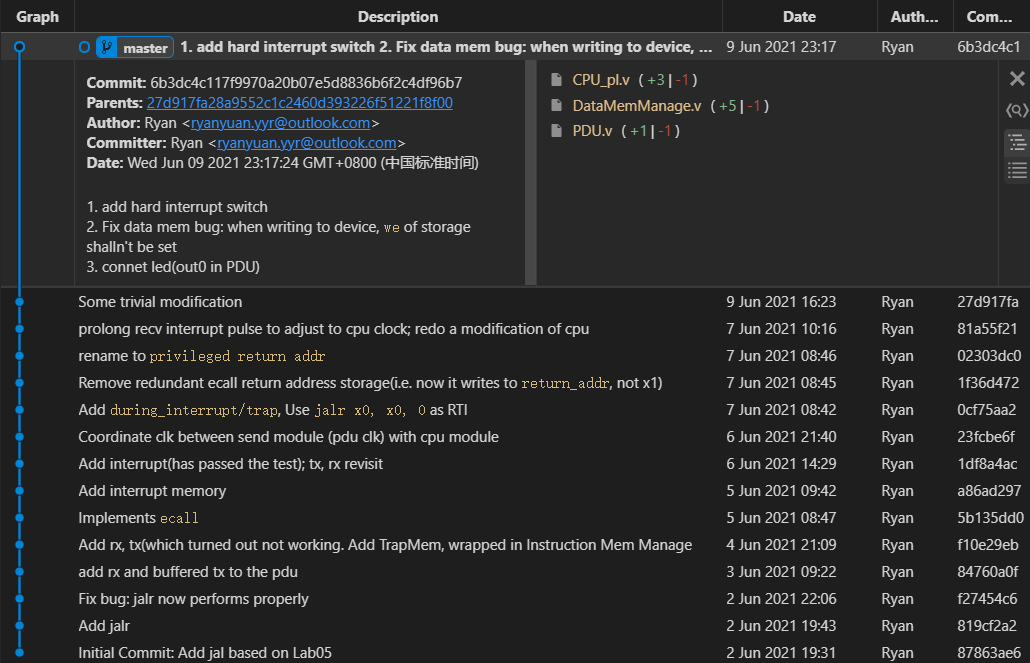 Graph Description Date Auth... Com...
master 1. add hard interrupt switch 2. Fix data mem bug: when writing to device, ... 9 Jun 2021 23:17 Ryan 6b3dc4c1
Commit: 6b3dc4c117f9970a20b07e5d8836b6f2c4df96b7
Parents: 27d917fa28a9552c1c2460d393226f51221f8f00
Author: Ryan <ryanyuan.yyr@outlook.com>
Committer: Ryan <ryanyuan.yyr@outlook.com>
Date: Wed Jun 09 2021 23:17:24 GMT+0800 (中国标准时间)
1. add hard interrupt switch
2. Fix data mem bug: when writing to device, we of storage
shalln't be set
3. connet led(out0 in PDU)
CPU_pl.v ( +3 | -1 )
DataMemManage.v ( +5 | -1 )
PDU.v ( +1 | -1 )
Some trivial modification 9 Jun 2021 16:23 Ryan 27d917fa
prolong recv interrupt pulse to adjust to cpu clock; redo a modification of cpu 7 Jun 2021 10:16 Ryan 81a55f21
rename to privileged return addr 7 Jun 2021 08:46 Ryan 02303dc0
Remove redundant ecall return address storage(i.e. now it writes to return_addr, not x1) 7 Jun 2021 08:45 Ryan 1f36d472
Add during_interrupt/trap, Use jalr x0, x0, 0 as RTI 7 Jun 2021 08:42 Ryan 0cf75aa2
Coordinate clk between send module (pdu clk) with cpu module 6 Jun 2021 21:40 Ryan 23fcbe6f
Add interrupt(has passed the test); tx, rx revisit 6 Jun 2021 14:29 Ryan 1df8a4ac
Add interrupt memory 5 Jun 2021 09:42 Ryan a86ad297
Implements ecall 5 Jun 2021 08:47 Ryan 5b135dd0
Add rx, tx(which turned out not working. Add TrapMem, wrapped in Instruction Mem Manage 4 Jun 2021 21:09 Ryan f10e29eb
add rx and buffered tx to the pdu 3 Jun 2021 09:22 Ryan 84760a0f
Fix bug: jalr now performs properly 2 Jun 2021 22:06 Ryan f27454c6
Add jalr 2 Jun 2021 19:43 Ryan 819cf2a2
Initial Commit: Add jal based on Lab05 2 Jun 2021 19:31 Ryan 87863ae6